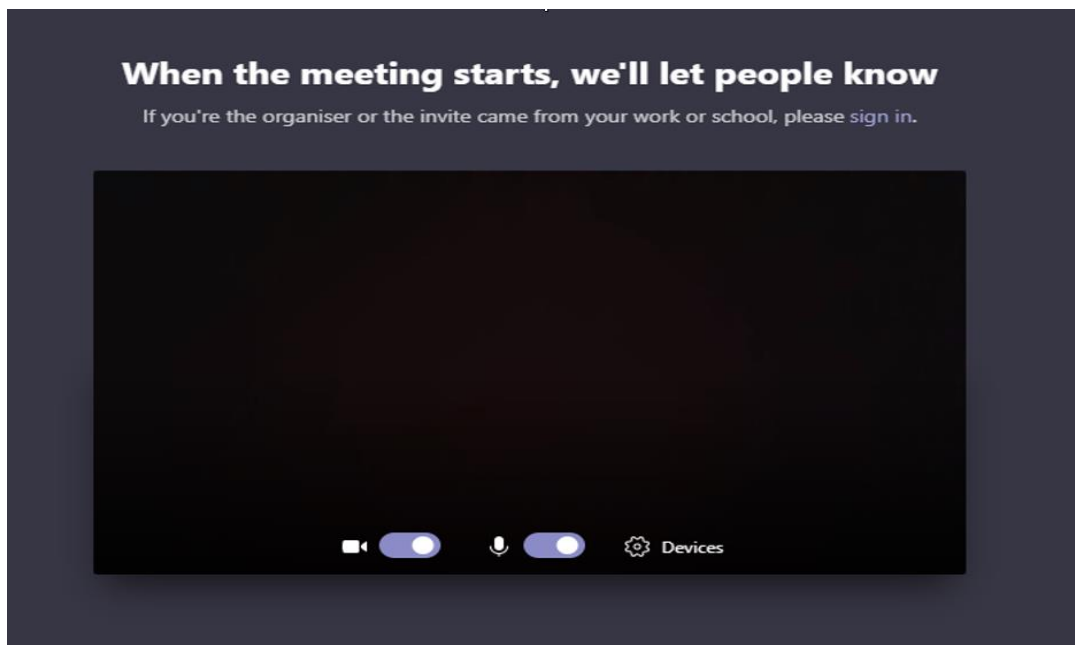 When the meeting starts, we'll let people know
If you're the organiser or the invite came from your work or school, please sign in.
Devices